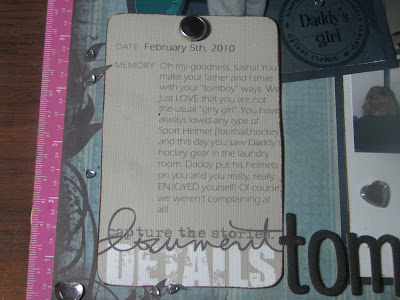 Daddy's
girl
SIMPLY SEALED
DATE February 5th, 2010
MEMORY Oh my goodness, Sasha! You
make your father and I smile
with your "tomboy" ways. We
just LOVE that you are not
the usual "girly girl". You have
always loved any type of
Sport Helmet (football,hockey)
and this day you saw Daddy's
hockey gear in the laundry
room. Daddy put his helmets
on you and you really, really
ENJOYED yourself! Of course,
we weren't complaining at
all!
capture the stories
document
DETAILS
tom